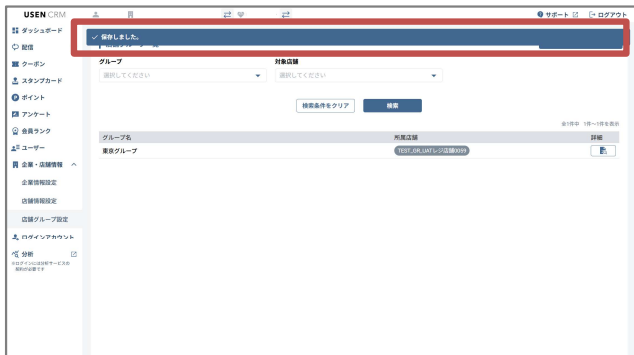 USEN CRM
サポート
ログアウト
ダッシュボード
保存しました。
配信
クーポン
グループ
対象店舗
選択してください
選択してください
スタンプカード
ポイント
検索条件をクリア
検索
アンケート
全1件中 1件〜1件を表示
会員ランク
グループ名
所属店舗
詳細
ユーザー
東京グループ
TEST_GR_UATレジ店舗0059
企業・店舗情報
企業情報設定
店舗情報設定
店舗グループ設定
ログインアカウント
分析
※ログインには分析サービスの
契約が必要です